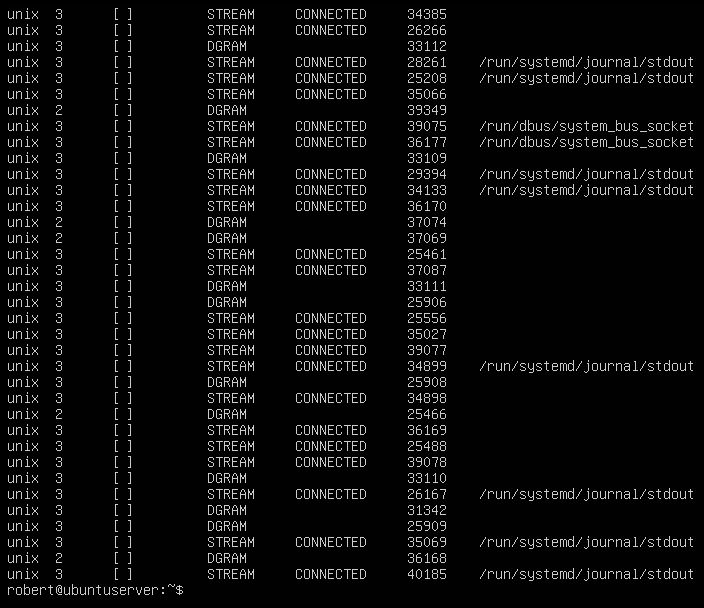 unix  3      [ ]         STREAM     CONNECTED     34385
unix  3      [ ]         STREAM     CONNECTED     26266
unix  3      [ ]         DGRAM                    33112
unix  3      [ ]         STREAM     CONNECTED     28261    /run/systemd/journal/stdout
unix  3      [ ]         STREAM     CONNECTED     25208    /run/systemd/journal/stdout
unix  3      [ ]         STREAM     CONNECTED     35066
unix  2      [ ]         DGRAM                    39349
unix  3      [ ]         STREAM     CONNECTED     39075    /run/dbus/system_bus_socket
unix  3      [ ]         STREAM     CONNECTED     36177    /run/dbus/system_bus_socket
unix  3      [ ]         DGRAM                    33109
unix  3      [ ]         STREAM     CONNECTED     29394    /run/systemd/journal/stdout
unix  3      [ ]         STREAM     CONNECTED     34133    /run/systemd/journal/stdout
unix  3      [ ]         STREAM     CONNECTED     36170
unix  2      [ ]         DGRAM                    37074
unix  2      [ ]         DGRAM                    37069
unix  3      [ ]         STREAM     CONNECTED     25461
unix  3      [ ]         STREAM     CONNECTED     37087
unix  3      [ ]         DGRAM                    33111
unix  3      [ ]         DGRAM                    25906
unix  3      [ ]         STREAM     CONNECTED     25556
unix  3      [ ]         STREAM     CONNECTED     35027
unix  3      [ ]         STREAM     CONNECTED     39077
unix  3      [ ]         STREAM     CONNECTED     34899    /run/systemd/journal/stdout
unix  3      [ ]         DGRAM                    25908
unix  3      [ ]         STREAM     CONNECTED     34898
unix  2      [ ]         DGRAM                    25466
unix  3      [ ]         STREAM     CONNECTED     36169
unix  3      [ ]         STREAM     CONNECTED     25488
unix  3      [ ]         STREAM     CONNECTED     39078
unix  3      [ ]         DGRAM                    33110
unix  3      [ ]         STREAM     CONNECTED     26167    /run/systemd/journal/stdout
unix  3      [ ]         DGRAM                    31342
unix  3      [ ]         DGRAM                    25909
unix  3      [ ]         STREAM     CONNECTED     35069    /run/systemd/journal/stdout
unix  2      [ ]         DGRAM                    36168
unix  3      [ ]         STREAM     CONNECTED     40185    /run/systemd/journal/stdout
robert@ubuntuserver:~$